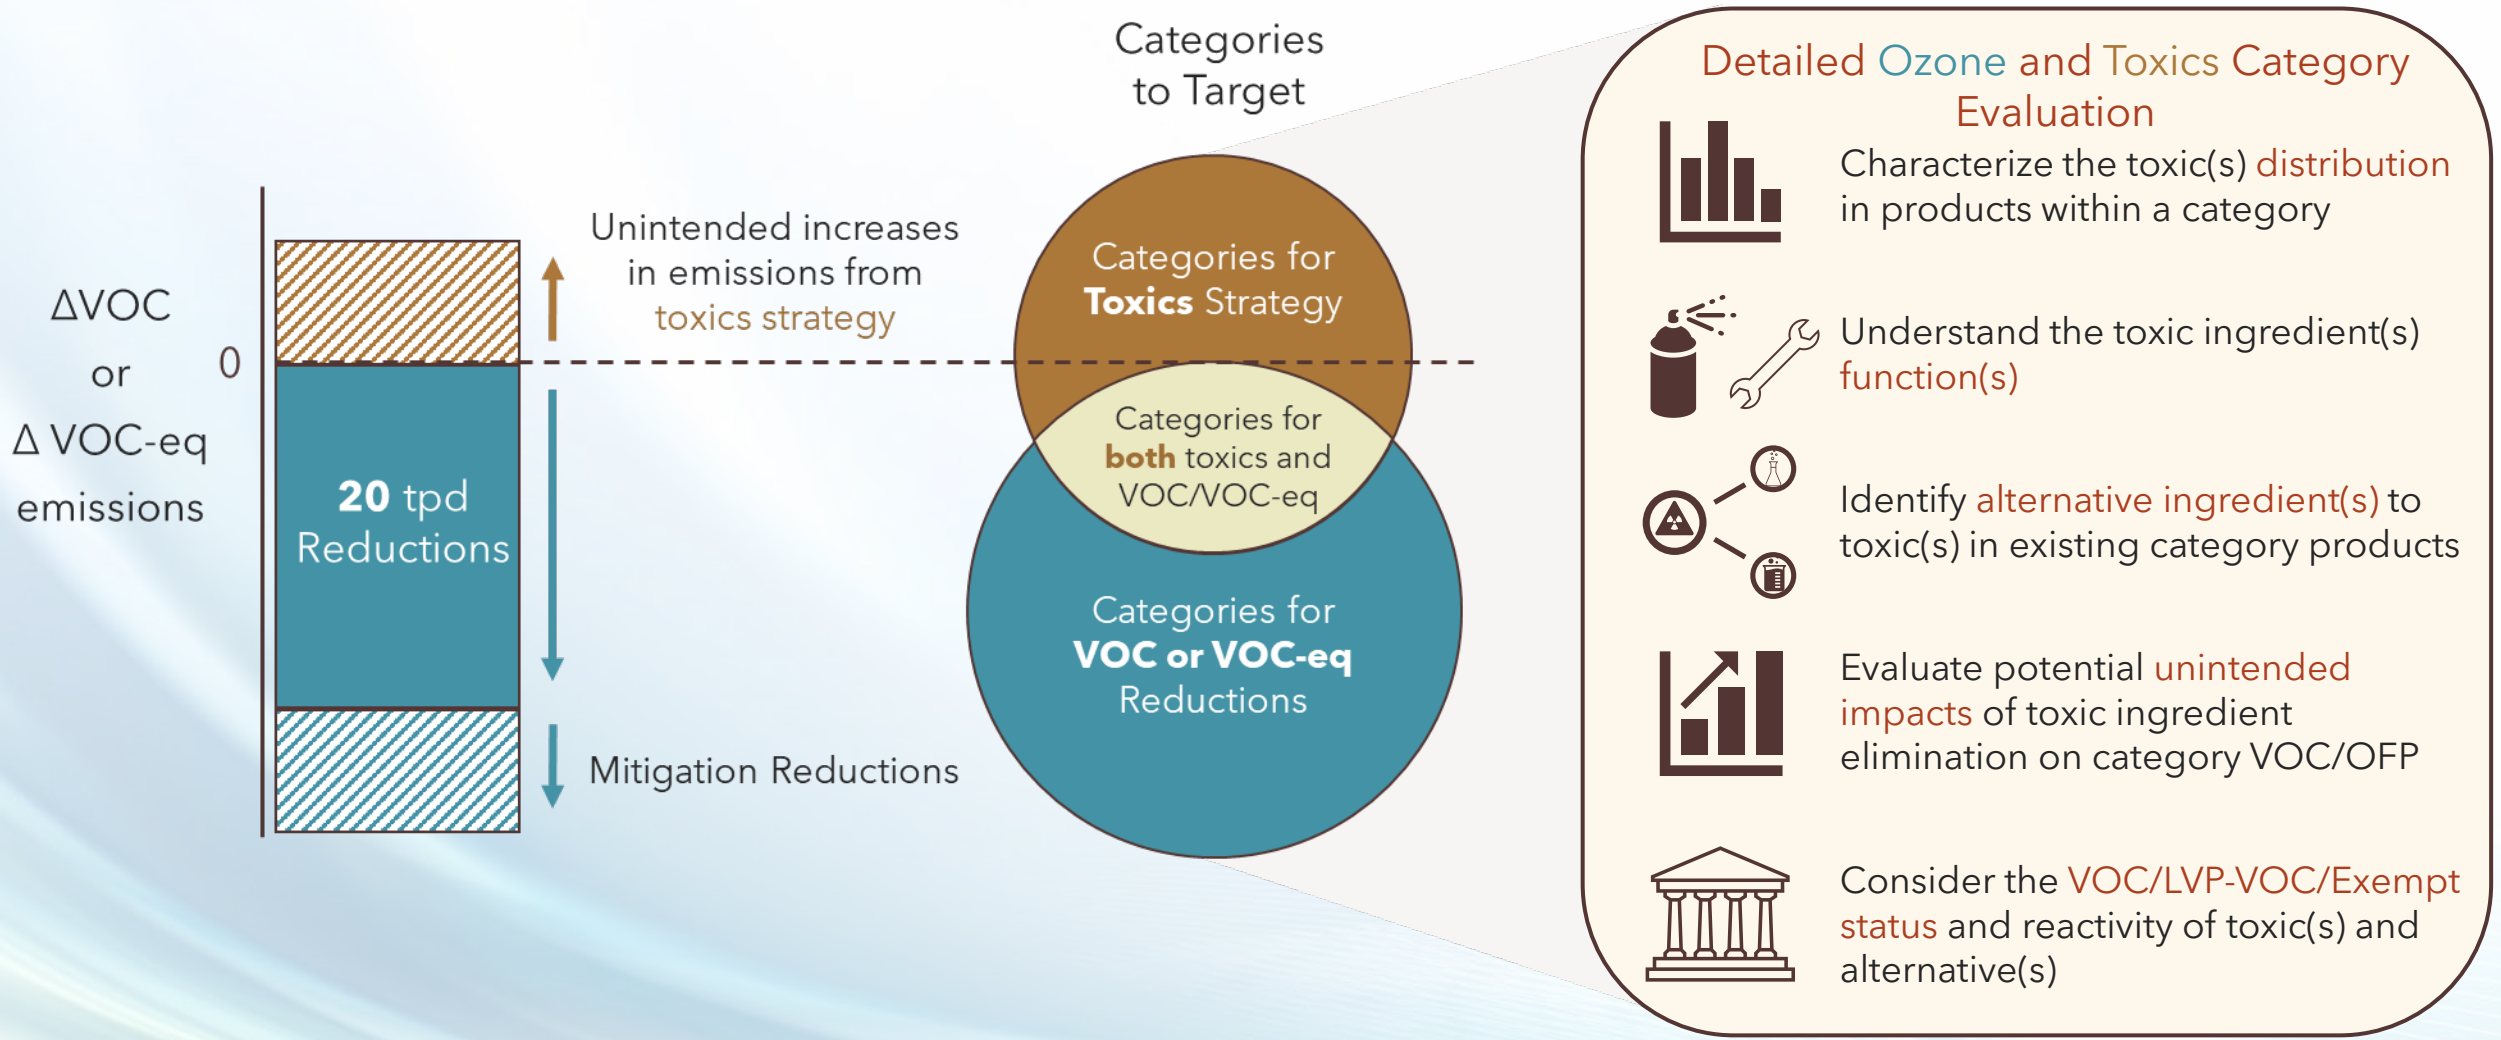 ΔVOC
or
Δ VOC-eq
emissions
0
20 tpd
Reductions
Unintended increases
in emissions from
toxics strategy
Mitigation Reductions
Categories
to Target
Categories for
Toxics Strategy
Categories for
both toxics and
VOC/VOC-eq
Categories for
VOC or VOC-eq
Reductions
Detailed Ozone and Toxics Category
Evaluation
Characterize the toxic(s) distribution
in products within a category
Understand the toxic ingredient(s)
function(s)
Identify alternative ingredient(s) to
toxic(s) in existing category products
Evaluate potential unintended
impacts of toxic ingredient
elimination on category VOC/OFP
Consider the VOC/LVP-VOC/Exempt
status and reactivity of toxic(s) and
alternative(s)